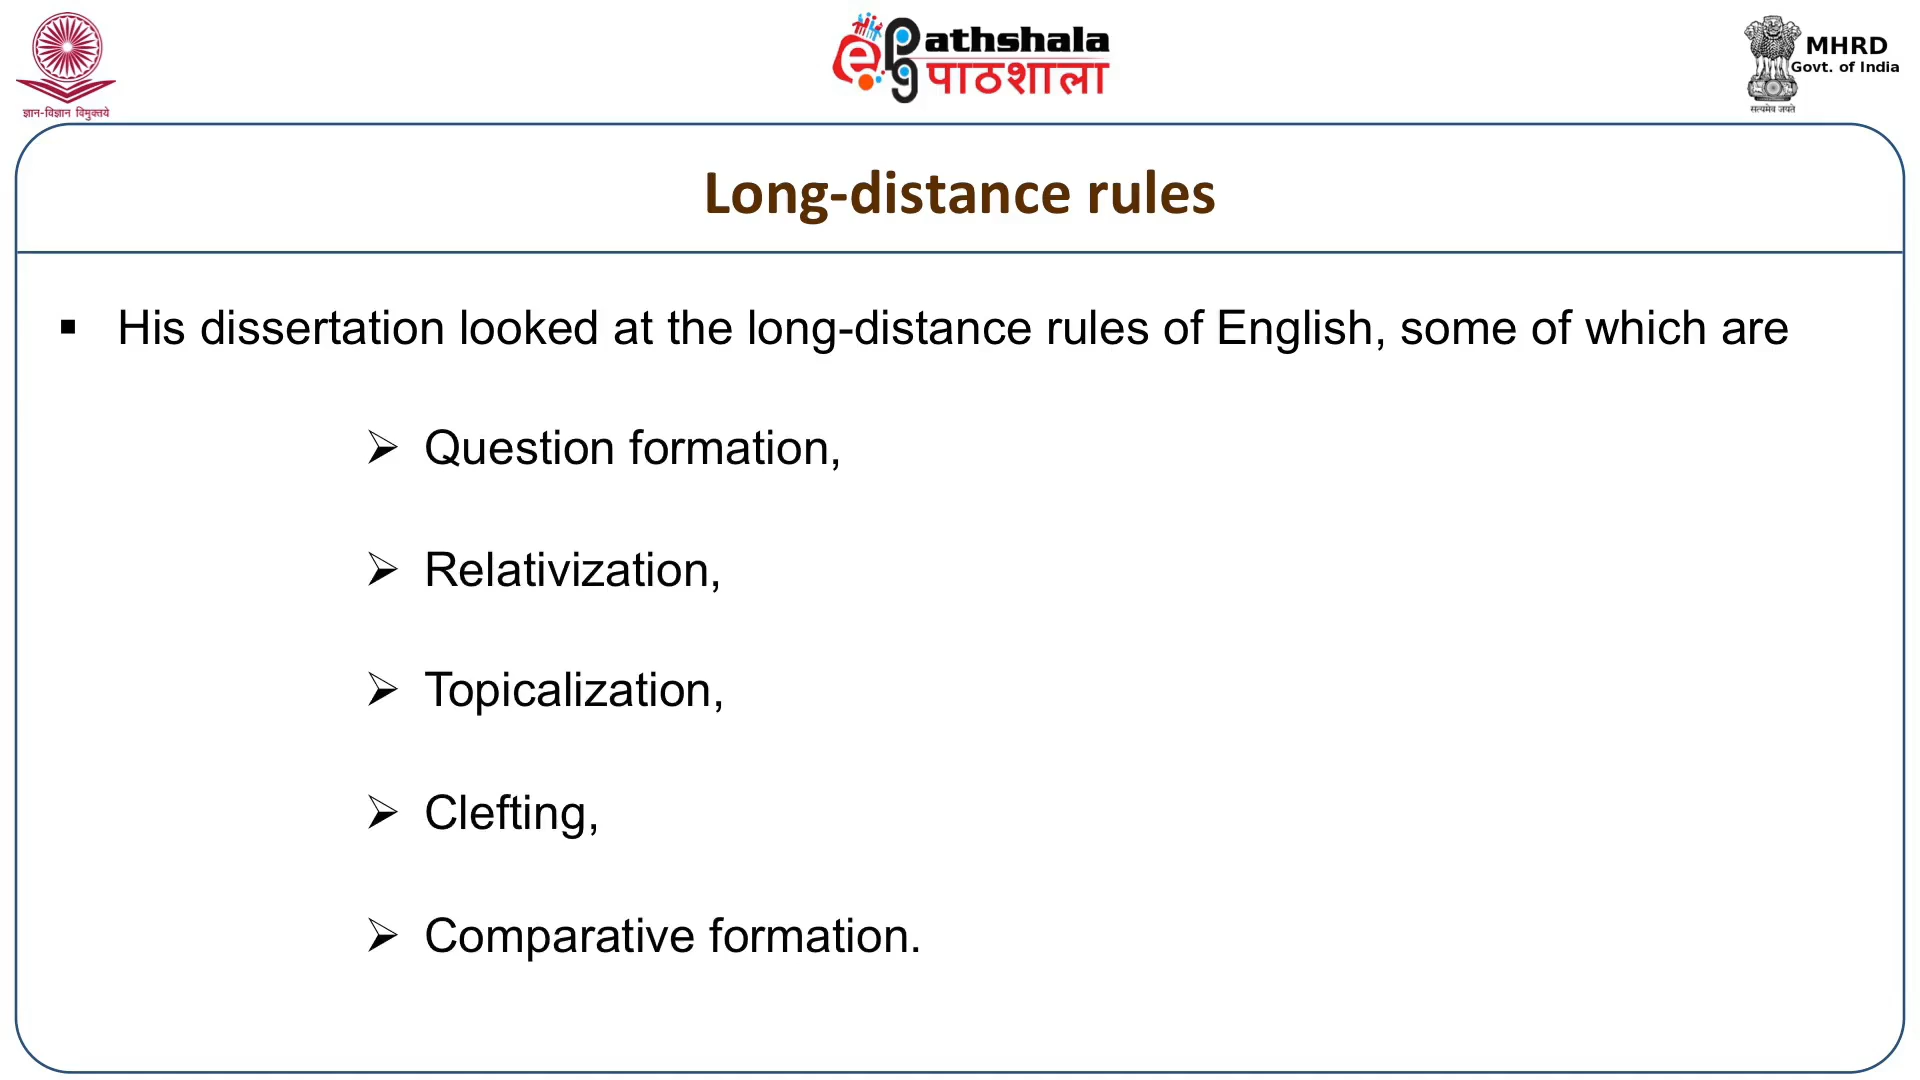 ज्ञान-विज्ञान विमुक्तये
ePathshala
पाठशाला
MHRD
Govt. of India
सत्यमेव जयते
Long-distance rules
▪ His dissertation looked at the long-distance rules of English, some of which are
➢ Question formation,
➢ Relativization,
➢ Topicalization,
➢ Clefting,
➢ Comparative formation.